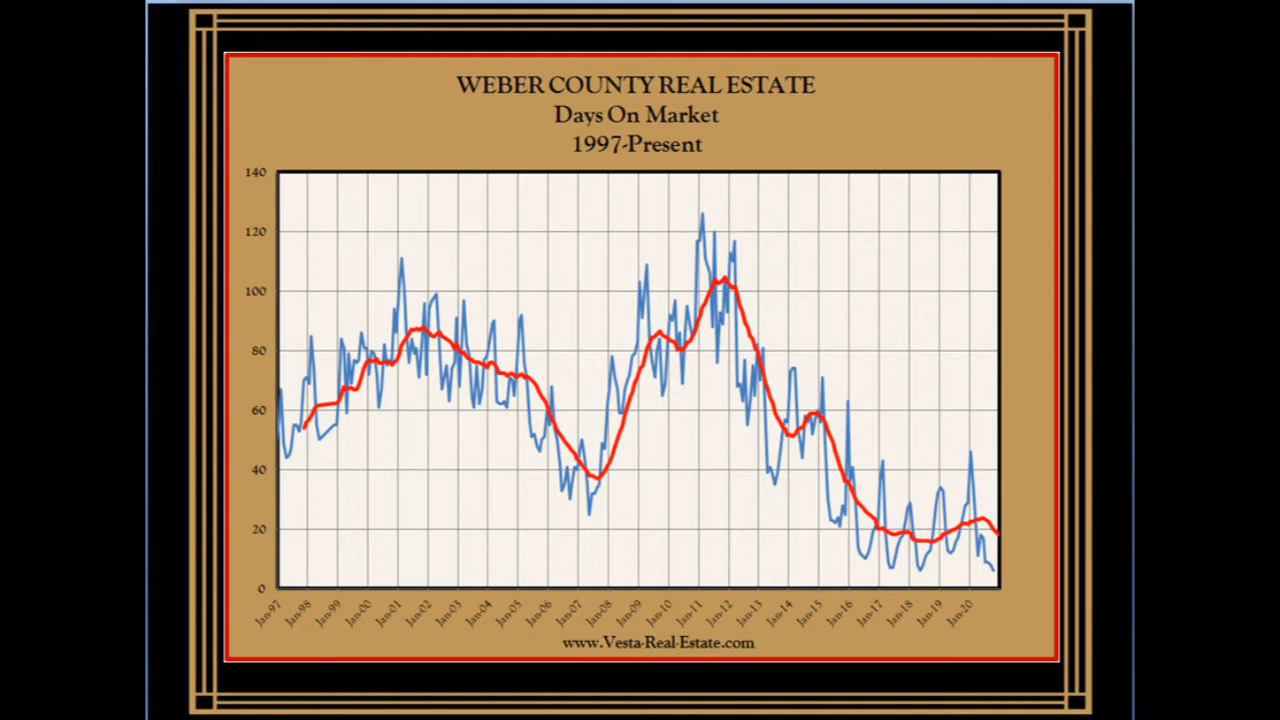 WEBER COUNTY REAL ESTATE
Days On Market
1997-Present
140
120
100
80
60
40
20
0
Jan-97 Jan-98 Jan-99 Jan-00 Jan-01 Jan-02 Jan-03 Jan-04 Jan-05 Jan-06 Jan-07 Jan-08 Jan-09 Jan-10 Jan-11 Jan-12 Jan-13 Jan-14 Jan-15 Jan-16 Jan-17 Jan-18 Jan-19 Jan-20
www.Vesta-Real-Estate.com